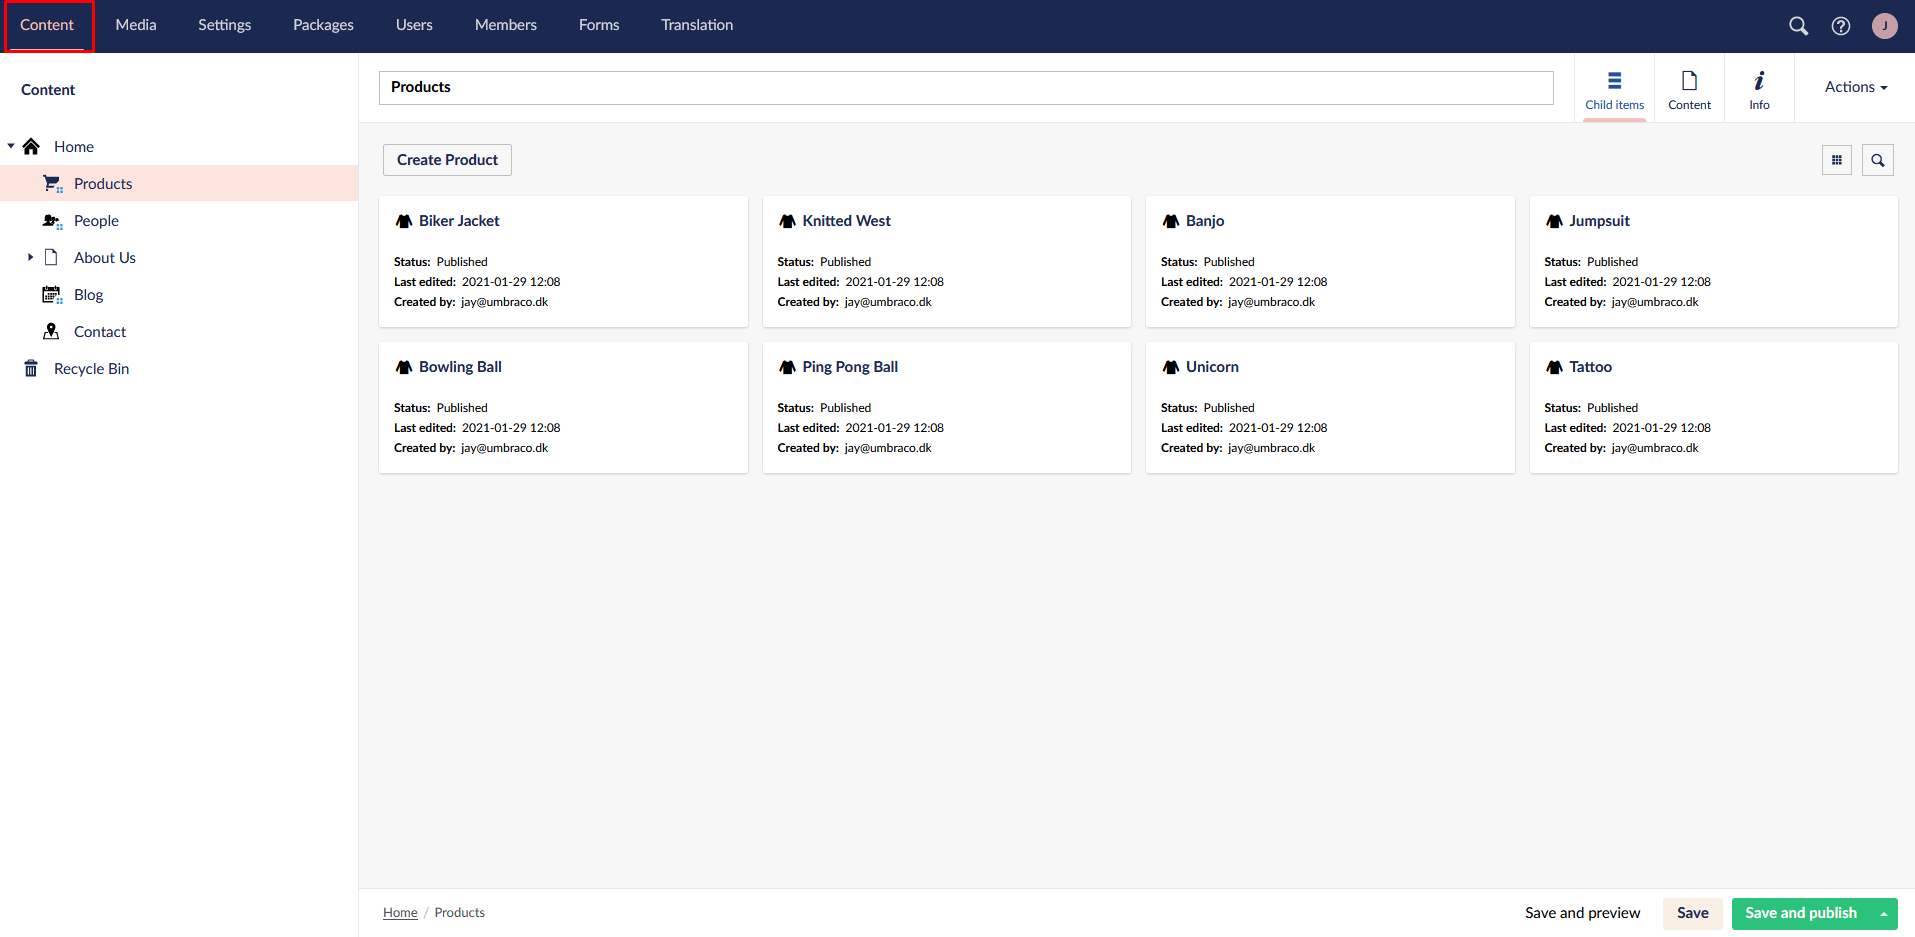 Content Media Settings Packages Users Members Forms Translation J
Content
Home
Products
People
About Us
Blog
Contact
Recycle Bin
Products
Child items Content Info Actions
Create Product
Biker Jacket
Status: Published
Last edited: 2021-01-29 12:08
Created by: jay@umbraco.dk
Knitted West
Status: Published
Last edited: 2021-01-29 12:08
Created by: jay@umbraco.dk
Banjo
Status: Published
Last edited: 2021-01-29 12:08
Created by: jay@umbraco.dk
Jumpsuit
Status: Published
Last edited: 2021-01-29 12:08
Created by: jay@umbraco.dk
Bowling Ball
Status: Published
Last edited: 2021-01-29 12:08
Created by: jay@umbraco.dk
Ping Pong Ball
Status: Published
Last edited: 2021-01-29 12:08
Created by: jay@umbraco.dk
Unicorn
Status: Published
Last edited: 2021-01-29 12:08
Created by: jay@umbraco.dk
Tattoo
Status: Published
Last edited: 2021-01-29 12:08
Created by: jay@umbraco.dk
Home / Products
Save and preview Save Save and publish